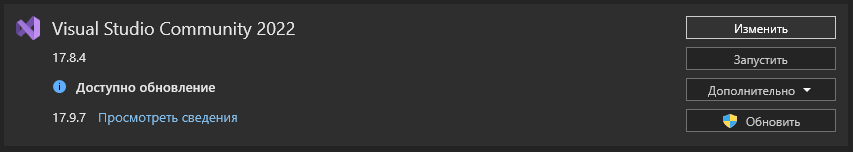 Visual Studio Community 2022
17.8.4
Доступно обновление
17.9.7 Просмотреть сведения
Изменить
Запустить
Дополнительно
Обновить